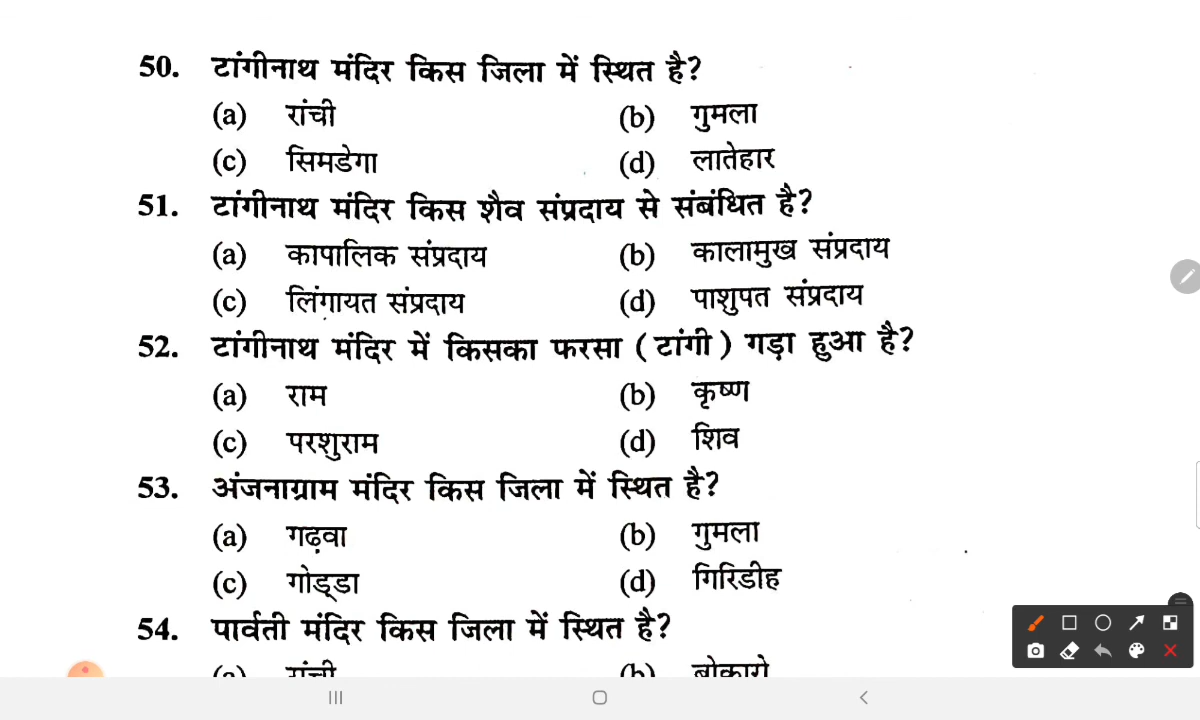 50. टांगीनाथ मंदिर किस जिला में स्थित है?
(a) रांची (b) गुमला
(c) सिमडेगा (d) लातेहार
51. टांगीनाथ मंदिर किस शैव संप्रदाय से संबंधित है?
(a) कापालिक संप्रदाय (b) कालामुख संप्रदाय
(c) लिंगायत संप्रदाय (d) पाशुपत संप्रदाय
52. टांगीनाथ मंदिर में किसका फरसा (टांगी) गड़ा हुआ है?
(a) राम (b) कृष्ण
(c) परशुराम (d) शिव
53. अंजनाग्राम मंदिर किस जिला में स्थित है?
(a) गढ़वा (b) गुमला
(c) गोड्डा (d) गिरिडीह
54. पार्वती मंदिर किस जिला में स्थित है?
(a) रांची (b) बोकारो